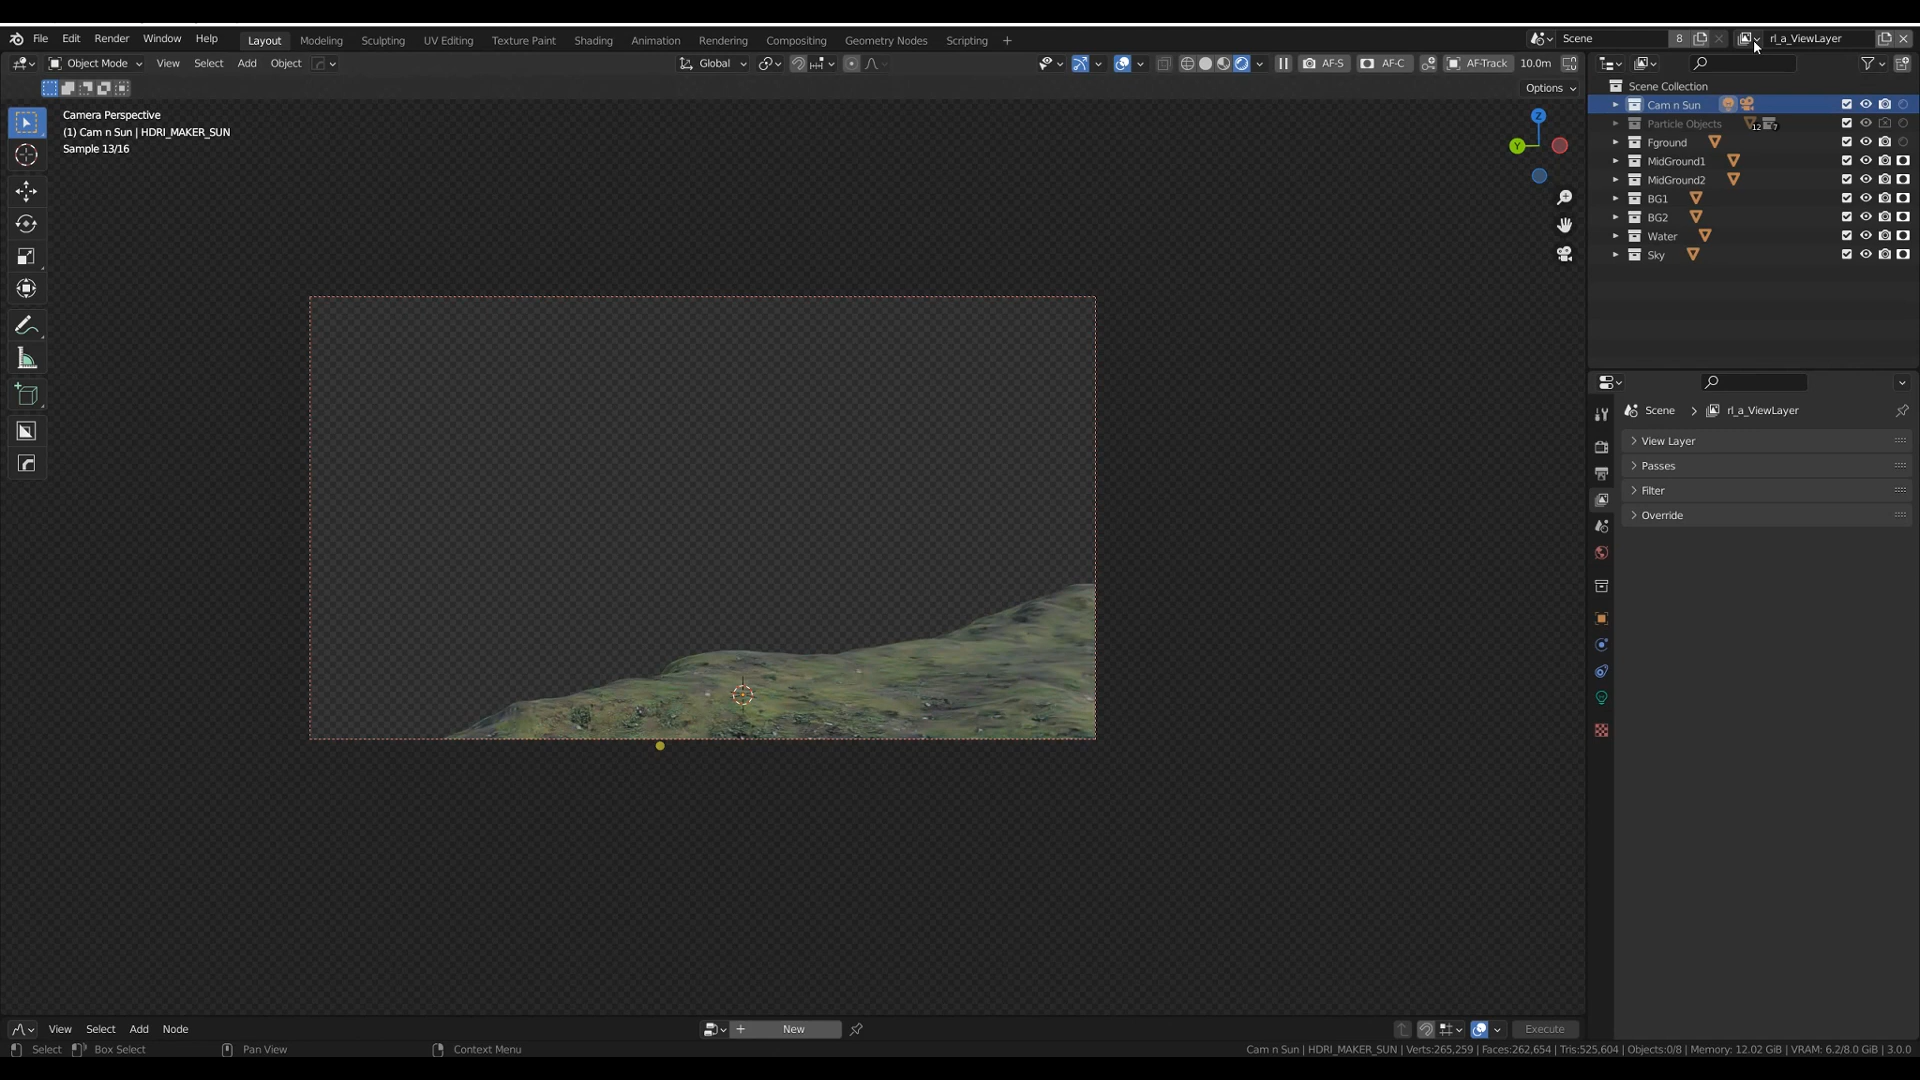 File Edit Render Window Help Layout Modeling Sculpting UV Editing Texture Paint Shading Animation Rendering Compositing Geometry Nodes Scripting + Scene 8 rl_a_ViewLayer
Object Mode View Select Add Object Global AF-S AF-C AF-Track 10.0m
Options
Camera Perspective
(1) Cam n Sun | HDRI_MAKER_SUN
Sample 13/16
Z
Y
Scene Collection
Cam n Sun
Particle Objects 12 7
Fground
MidGround1
MidGround2
BG1
BG2
Water
Sky
Scene > rl_a_ViewLayer
View Layer
Passes
Filter
Override
View Select Add Node + New Execute
Select Box Select Pan View Context Menu Cam n Sun | HDRI_MAKER_SUN | Verts:265,259 | Faces:262,654 | Tris:525,604 | Objects:0/8 | Memory: 12.02 GiB | VRAM: 6.2/8.0 GiB | 3.0.0